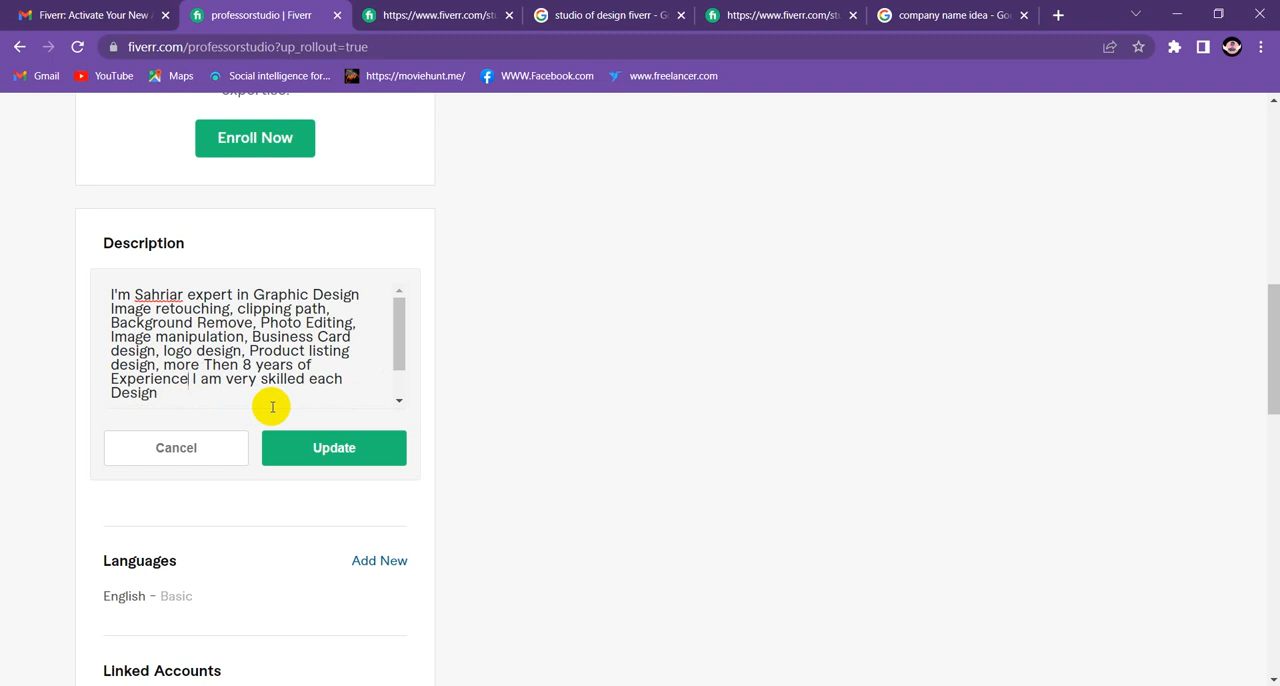 Fiverr: Activate Your New
professorstudio | Fiverr
https://www.fiverr.com/stu
studio of design fiverr - G
https://www.fiverr.com/stu
company name idea - Go
fiverr.com/professorstudio?up_rollout=true
Gmail
YouTube
Maps
Social intelligence for...
https://moviehunt.me/
WWW.Facebook.com
www.freelancer.com
expertise.
Enroll Now
Description
I'm Sahriar expert in Graphic Design
Image retouching, clipping path,
Background Remove, Photo Editing,
Image manipulation, Business Card
design, logo design, Product listing
design, more Then 8 years of
Experience I am very skilled each
Design
Cancel
Update
Languages
Add New
English - Basic
Linked Accounts